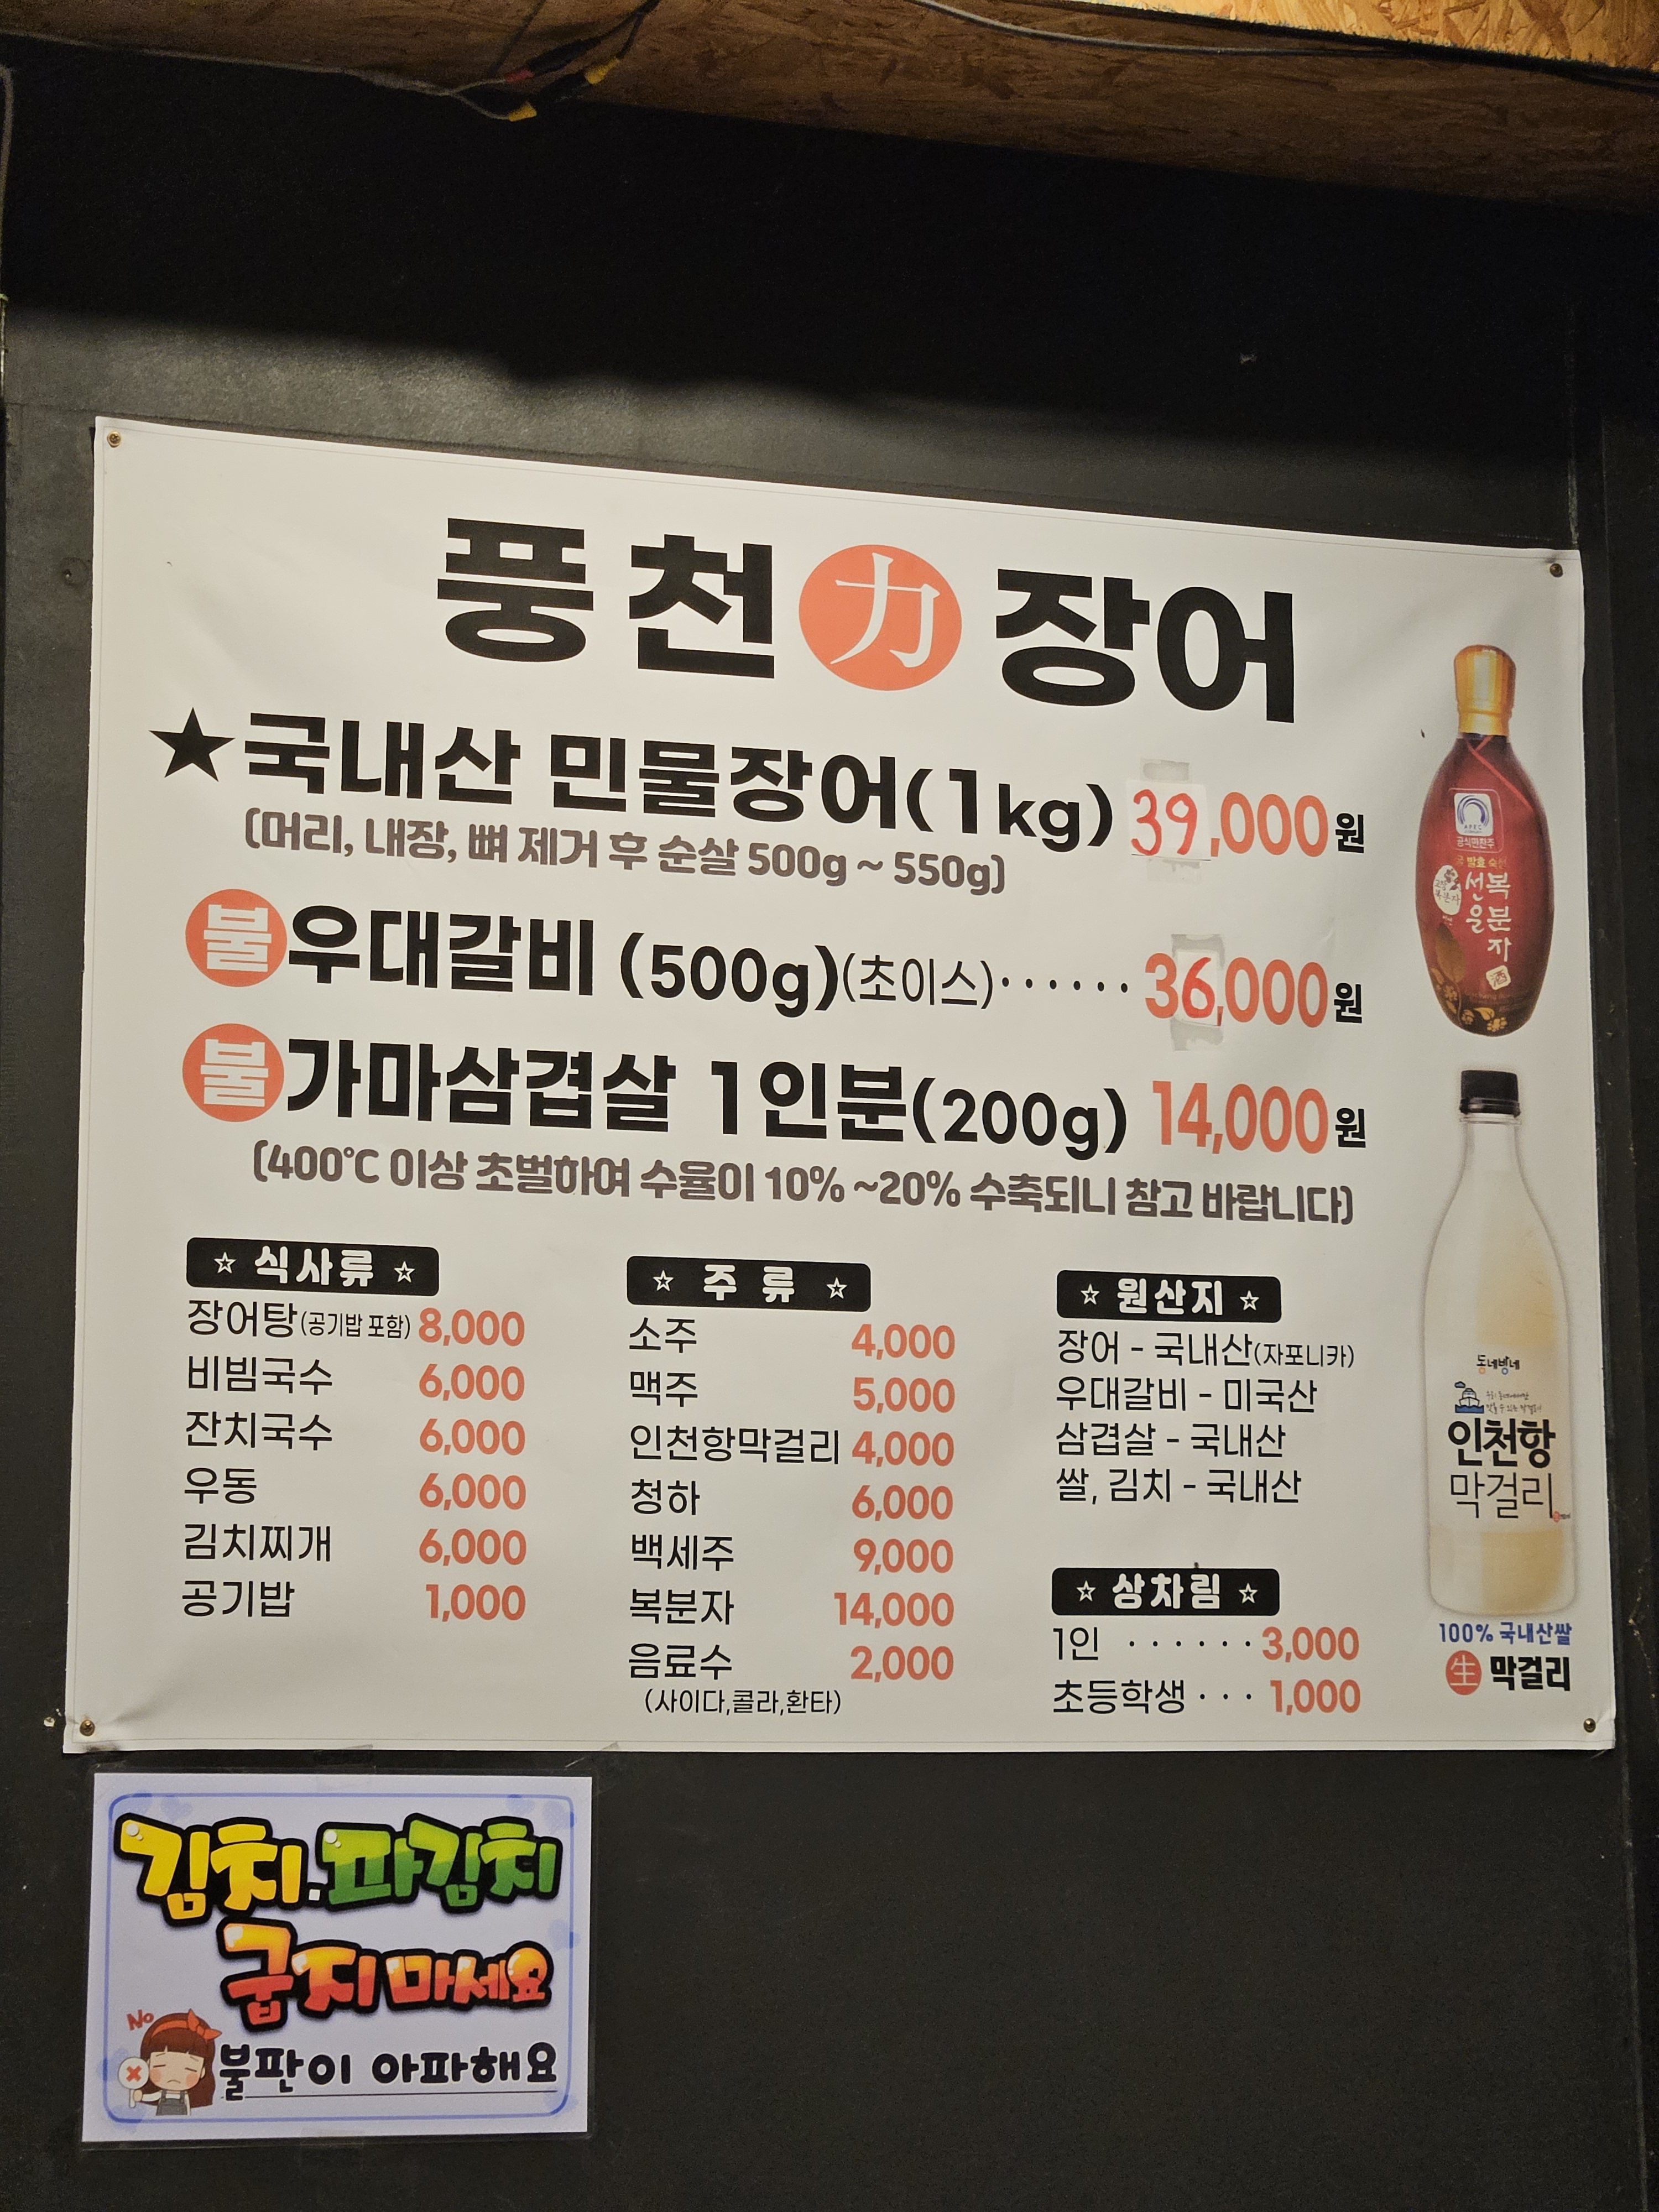 풍천 力 장어
★국내산 민물장어(1kg) 39,000원
(머리, 내장, 뼈 제거 후 순살 500g ~ 550g)
불 우대갈비 (500g)(초이스)······36,000원
불 가마삼겹살 1인분(200g) 14,000원
(400℃ 이상 초벌하여 수율이 10% ~20% 수축되니 참고 바랍니다)
☆ 식사류 ☆
장어탕(공기밥 포함) 8,000
비빔국수 6,000
잔치국수 6,000
우동 6,000
김치찌개 6,000
공기밥 1,000
☆ 주 류 ☆
소주 4,000
맥주 5,000
인천항막걸리 4,000
청하 6,000
백세주 9,000
복분자 14,000
음료수 2,000
(사이다,콜라,환타)
☆ 원산지 ☆
장어 - 국내산(자포니카)
우대갈비 - 미국산
삼겹살 - 국내산
쌀, 김치 - 국내산
☆ 상차림 ☆
1인 ······3,000
초등학생 ··· 1,000
APEC
공식만찬주
선운
복분자
동네방네
인천항
막걸리
100% 국내산쌀
生 막걸리
김치.파김치
굽지 마세요
No
불판이 아파해요